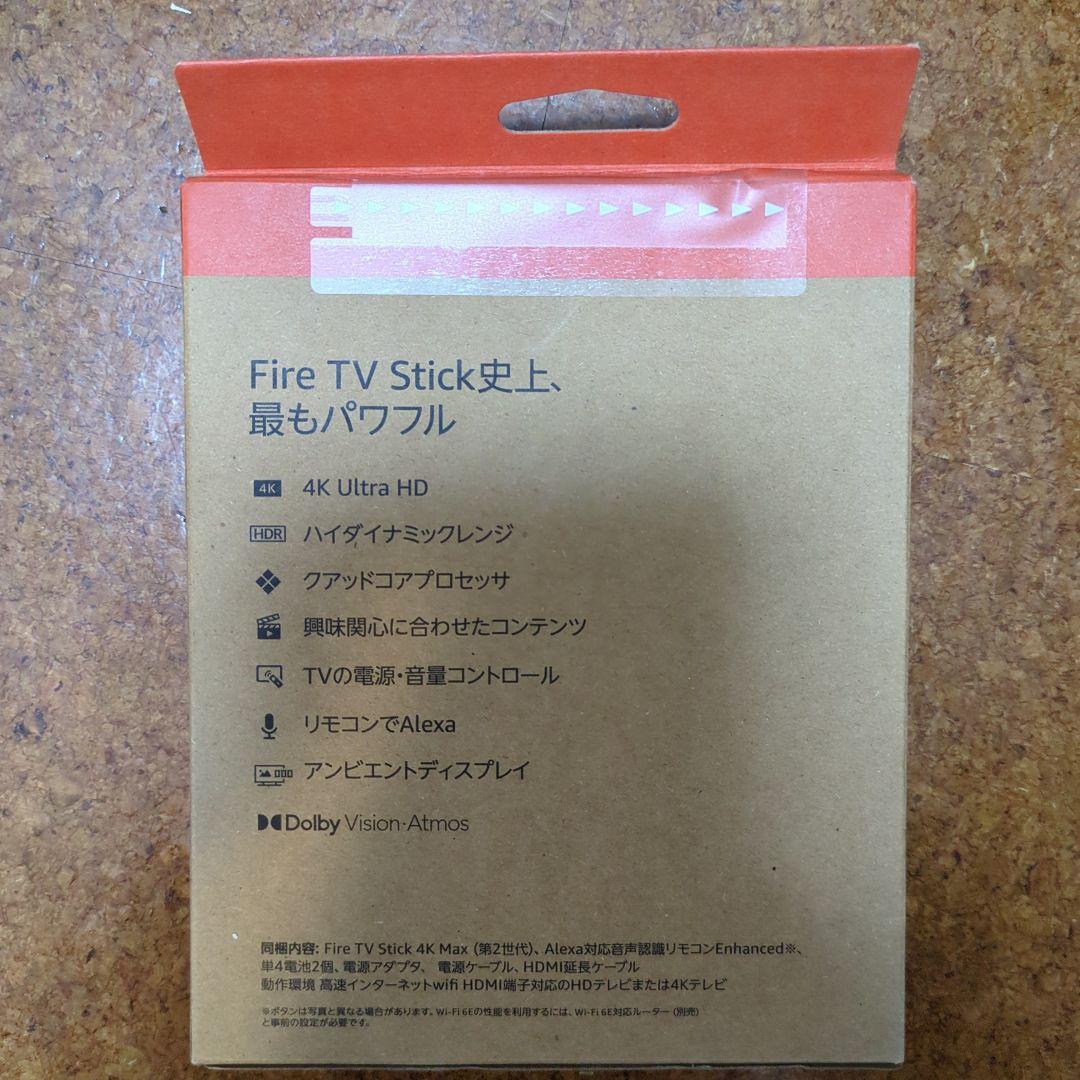 Fire TV Stick史上、
最もパワフル
4K 4K Ultra HD
HDR ハイダイナミックレンジ
クアッドコアプロセッサ
興味関心に合わせたコンテンツ
TVの電源・音量コントロール
リモコンでAlexa
アンビエントディスプレイ
Dolby Vision·Atmos
同梱内容: Fire TV Stick 4K Max (第2世代)、Alexa対応音声認識リモコンEnhanced※、
単4電池2個、電源アダプタ、 電源ケーブル、HDMI延長ケーブル
動作環境 高速インターネットwifi HDMI端子対応のHDテレビまたは4Kテレビ
※ボタンは写真と異なる場合があります。Wi-Fi 6Eの性能を利用するには、Wi-Fi 6E対応ルーター (別売)
と事前の設定が必要です。